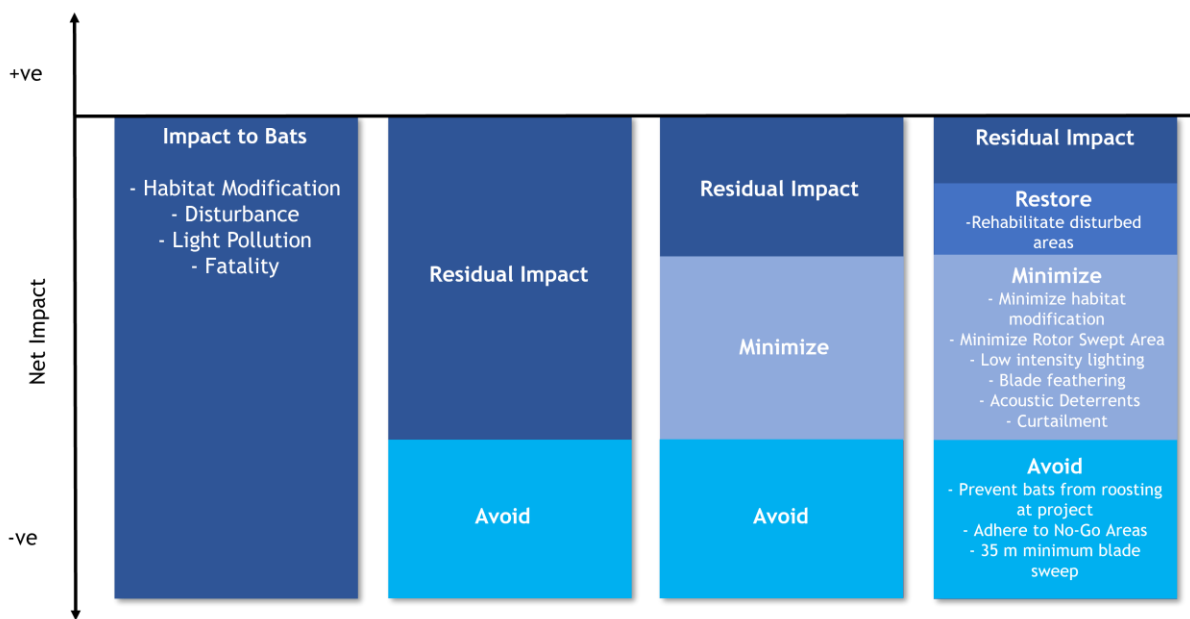 +ve
Net Impact
-ve
Impact to Bats
- Habitat Modification
- Disturbance
- Light Pollution
- Fatality
Residual Impact
Avoid
Residual Impact
Minimize
Avoid
Residual Impact
Restore
-Rehabilitate disturbed
areas
Minimize
- Minimize habitat
modification
- Minimize Rotor Swept Area
- Low intensity lighting
- Blade feathering
- Acoustic Deterrents
- Curtailment
Avoid
- Prevent bats from roosting
at project
- Adhere to No-Go Areas
- 35 m minimum blade
sweep